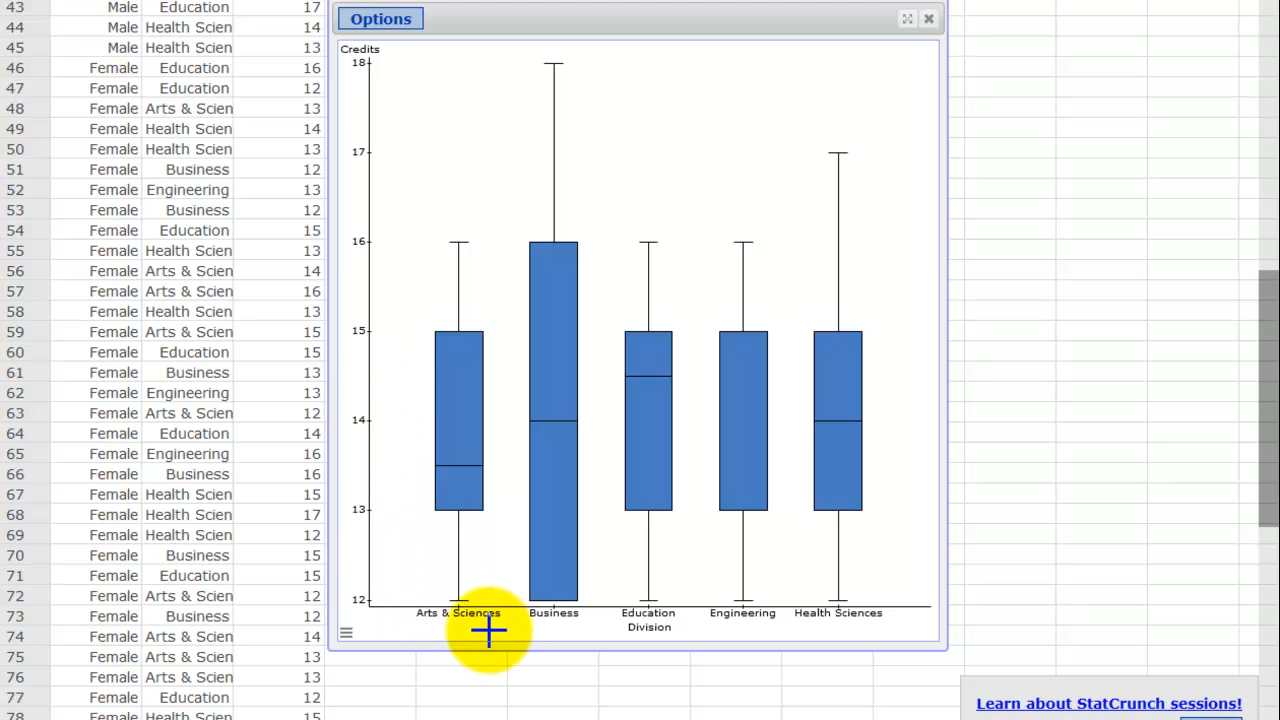 43 Male Education 17
44 Male Health Scien 14
45 Male Health Scien 13
46 Female Education 16
47 Female Education 12
48 Female Arts & Scien 13
49 Female Health Scien 14
50 Female Health Scien 13
51 Female Business 12
52 Female Engineering 13
53 Female Business 12
54 Female Education 15
55 Female Health Scien 13
56 Female Arts & Scien 14
57 Female Arts & Scien 16
58 Female Health Scien 13
59 Female Arts & Scien 15
60 Female Education 15
61 Female Business 13
62 Female Engineering 13
63 Female Arts & Scien 12
64 Female Education 14
65 Female Engineering 16
66 Female Business 16
67 Female Health Scien 15
68 Female Health Scien 17
69 Female Health Scien 12
70 Female Business 15
71 Female Education 15
72 Female Arts & Scien 12
73 Female Business 12
74 Female Arts & Scien 14
75 Female Arts & Scien 13
76 Female Arts & Scien 13
77 Female Education 12
78 Female Health Scien 15
Options
Credits
18
17
16
15
14
13
12
Arts & Sciences Business Education Engineering Health Sciences
Division
Learn about StatCrunch sessions!